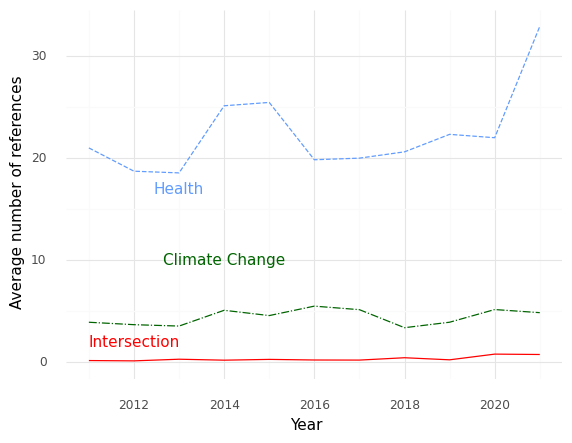 30
20
10
0
Average number of references
Health
Climate Change
Intersection
2012 2014 2016 2018 2020
Year